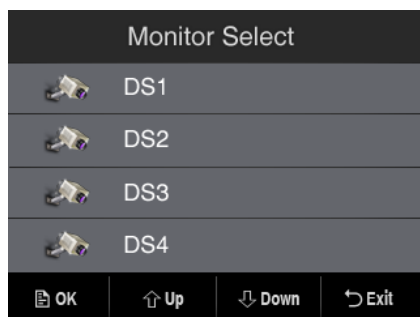 Monitor Select
DS1
DS2
DS3
DS4
OK Up Down Exit